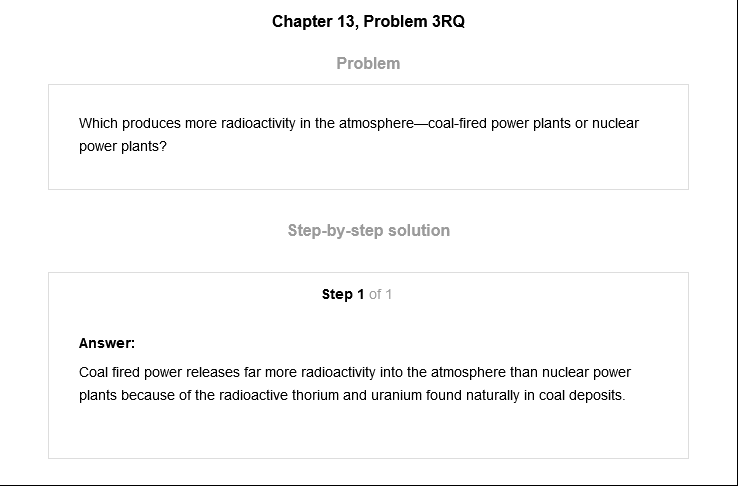 Chapter 13, Problem 3RQ
Problem
Which produces more radioactivity in the atmosphere—coal-fired power plants or nuclear
power plants?
Step-by-step solution
Step 1 of 1
Answer:
Coal fired power releases far more radioactivity into the atmosphere than nuclear power
plants because of the radioactive thorium and uranium found naturally in coal deposits.